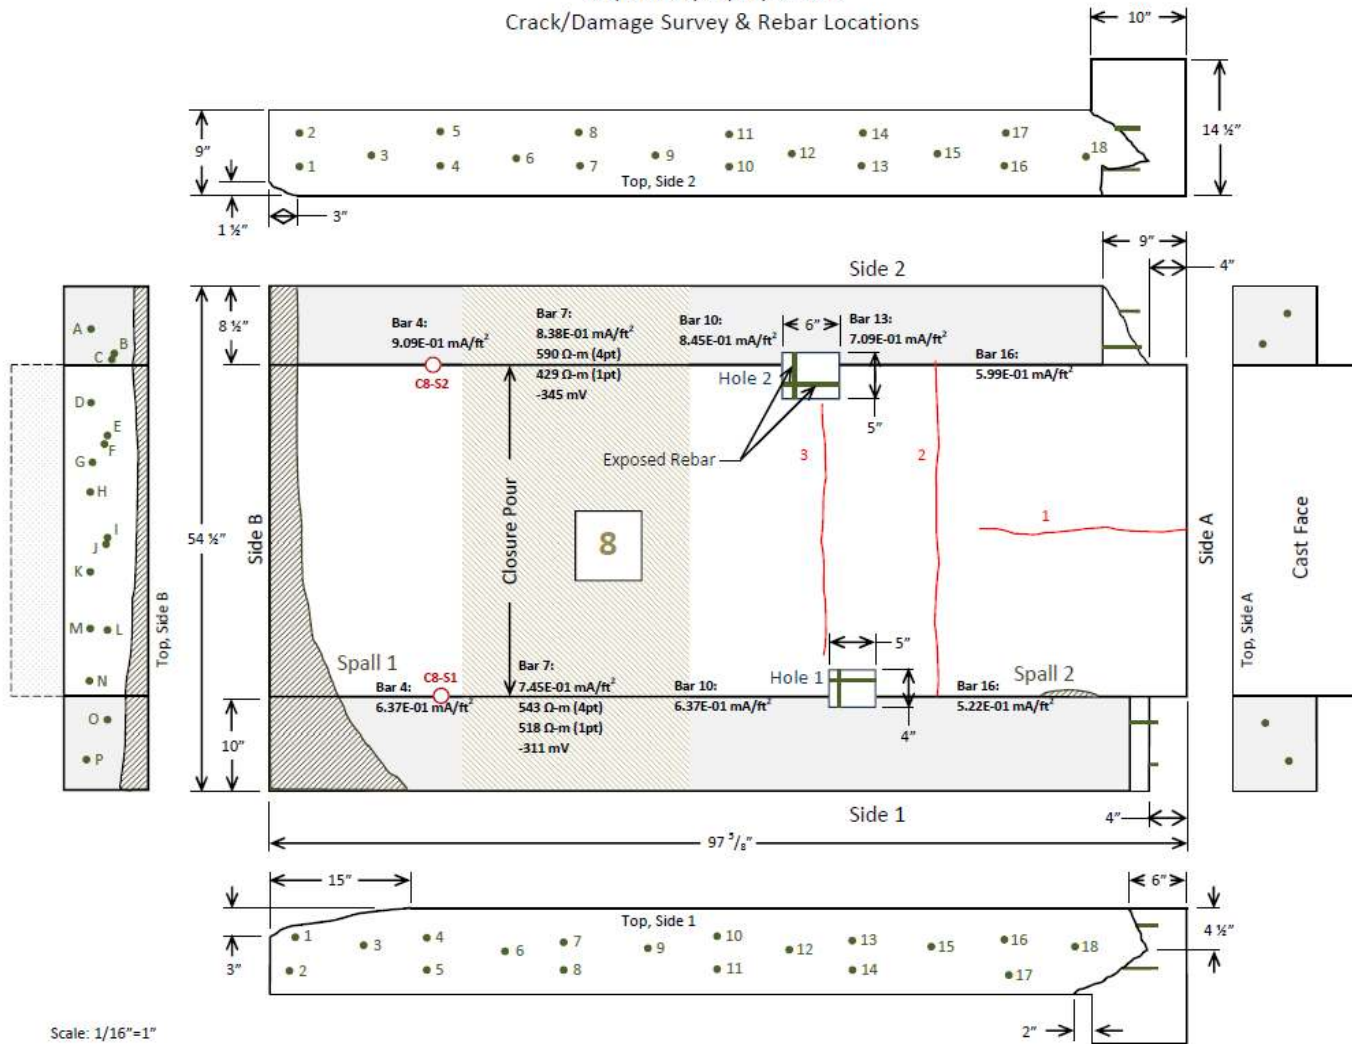 Crack/Damage Survey & Rebar Locations
10"
14 ½"
9"
1 ½"
3"
2
1
3
5
4
6
8
7
9
11
10
12
14
13
15
17
16
18
Top, Side 2
9"
4"
Side 2
A
B
C
D
E
F
G
H
I
J
K
M
L
N
O
P
Top, Side B
8 ½"
54 ½"
10"
Side B
Bar 4:
9.09E-01 mA/ft²
C8-S2
Bar 7:
8.38E-01 mA/ft²
590 Ω-m (4pt)
429 Ω-m (1pt)
-345 mV
Bar 10:
8.45E-01 mA/ft²
6"
Bar 13:
7.09E-01 mA/ft²
Bar 16:
5.99E-01 mA/ft²
Hole 2
5"
Exposed Rebar
3
2
1
Closure Pour
8
Side A
Top, Side A
Cast Face
Spall 1
C8-S1
Bar 4:
6.37E-01 mA/ft²
Bar 7:
7.45E-01 mA/ft²
543 Ω-m (4pt)
518 Ω-m (1pt)
-311 mV
Bar 10:
6.37E-01 mA/ft²
Hole 1
5"
4"
Bar 16:
5.22E-01 mA/ft²
Spall 2
Side 1
4"
97 ⁵/₈"
15"
6"
3"
4 ½"
Top, Side 1
1
2
3
4
5
6
7
8
9
10
11
12
13
14
15
16
17
18
2"
Scale: 1/16"=1"